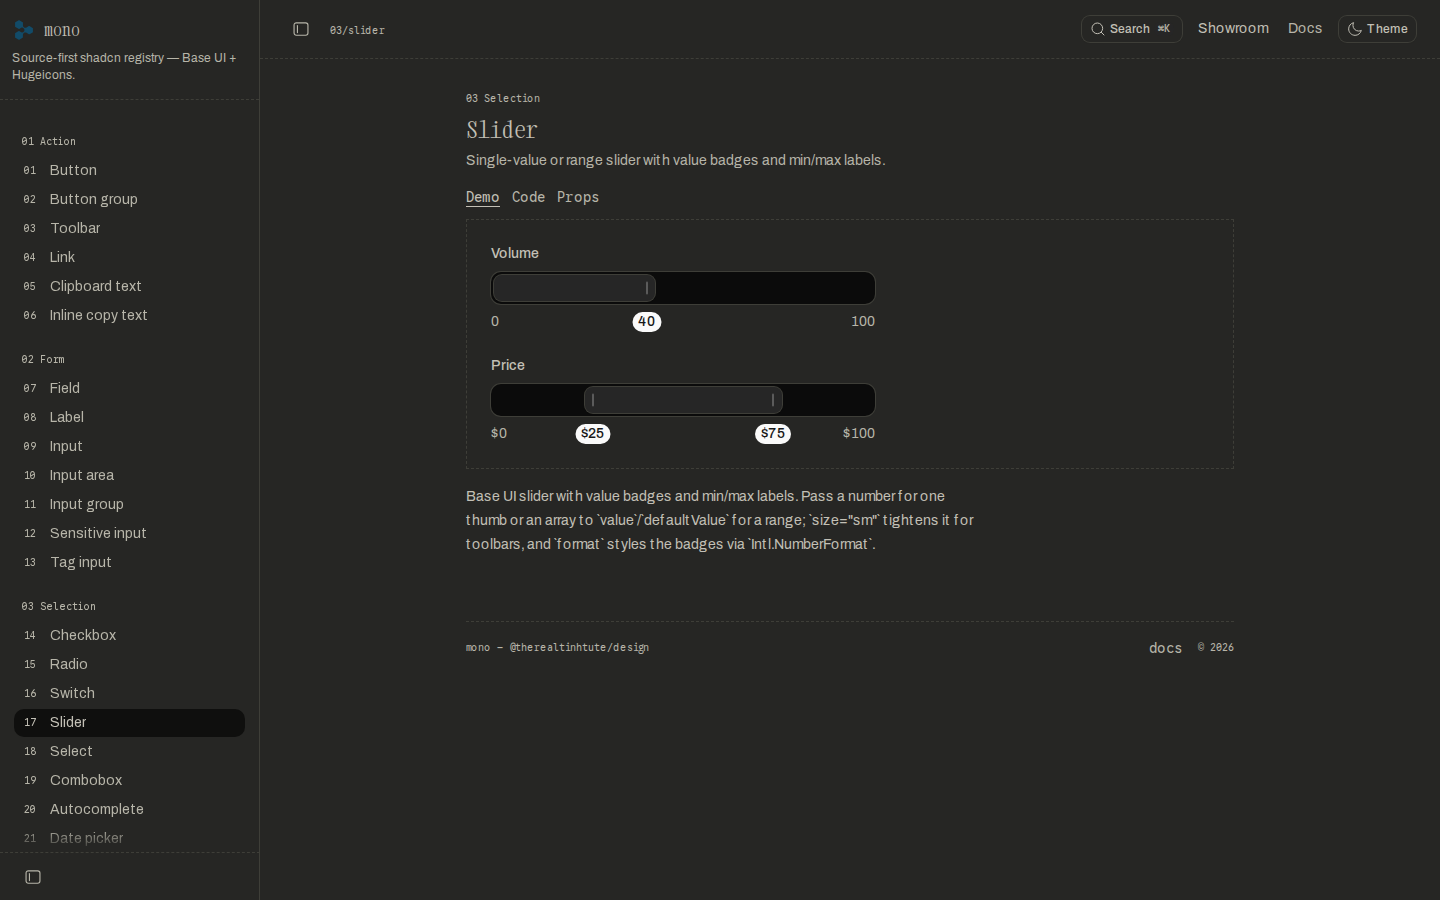 mono
Source-first shadcn registry — Base UI +
Hugeicons.
01 Action
01 Button
02 Button group
03 Toolbar
04 Link
05 Clipboard text
06 Inline copy text
02 Form
07 Field
08 Label
09 Input
10 Input area
11 Input group
12 Sensitive input
13 Tag input
03 Selection
14 Checkbox
15 Radio
16 Switch
17 Slider
18 Select
19 Combobox
20 Autocomplete
21 Date picker
03/slider
Search ⌘K
Showroom
Docs
Theme
03 Selection
Slider
Single-value or range slider with value badges and min/max labels.
Demo Code Props
Volume
0 40 100
Price
$0 $25 $75 $100
Base UI slider with value badges and min/max labels. Pass a number for one
thumb or an array to `value`/`defaultValue` for a range; `size="sm"` tightens it for
toolbars, and `format` styles the badges via `Intl.NumberFormat`.
mono — @therealtinhtute/design
docs © 2026